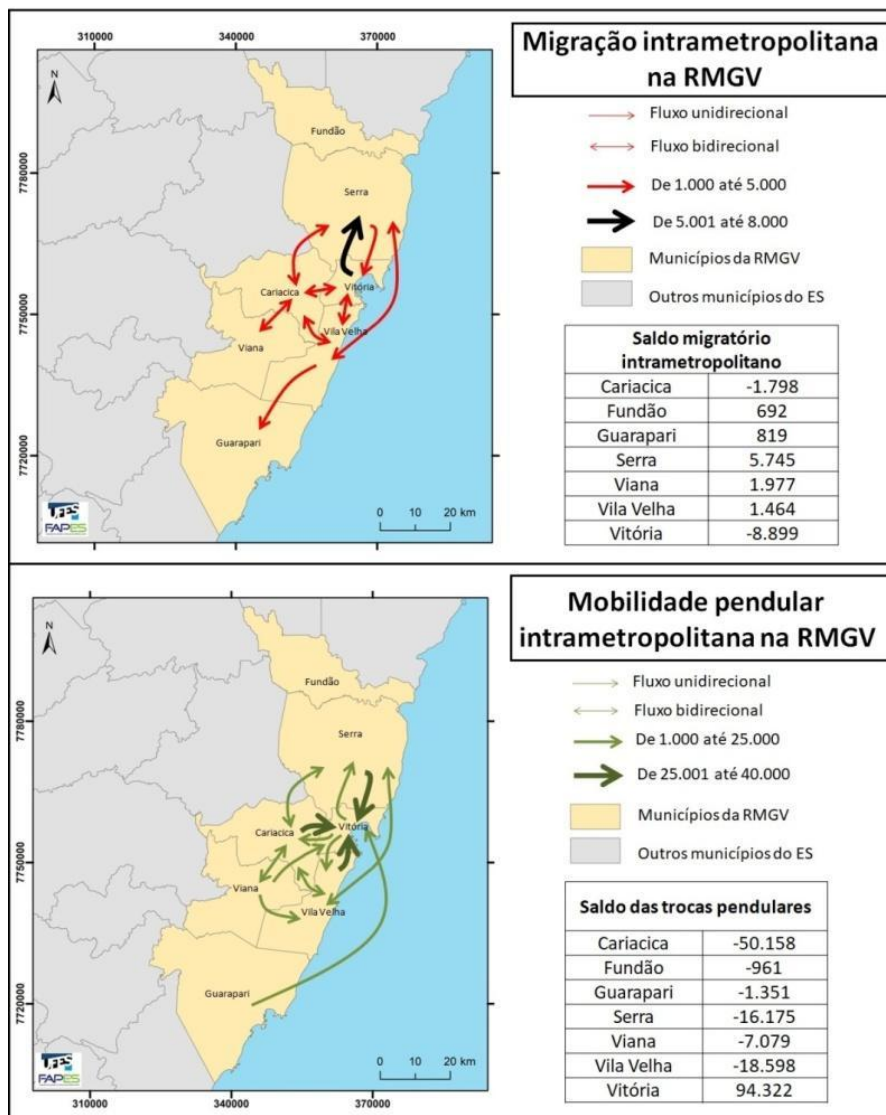 310000 340000 370000
Migração intrametropolitana
na RMGV
N
Fluxo unidirecional
Fluxo bidirecional
De 1.000 até 5.000
De 5.001 até 8.000
Municípios da RMGV
Outros municípios do ES
7780000
7750000
7720000
Fundão
Serra
Cariacica
Vitória
Vila Velha
Viana
Guarapari
Saldo migratório
intrametropolitano
Cariacica -1.798
Fundão 692
Guarapari 819
Serra 5.745
Viana 1.977
Vila Velha 1.464
Vitória -8.899
UFES
FAPES
0 10 20 km
Mobilidade pendular
intrametropolitana na RMGV
N
Fluxo unidirecional
Fluxo bidirecional
De 1.000 até 25.000
De 25.001 até 40.000
Municípios da RMGV
Outros municípios do ES
7780000
7750000
7720000
Fundão
Serra
Cariacica
Vitória
Viana
Vila Velha
Guarapari
Saldo das trocas pendulares
Cariacica -50.158
Fundão -961
Guarapari -1.351
Serra -16.175
Viana -7.079
Vila Velha -18.598
Vitória 94.322
UFES
FAPES
0 10 20 km
310000 340000 370000